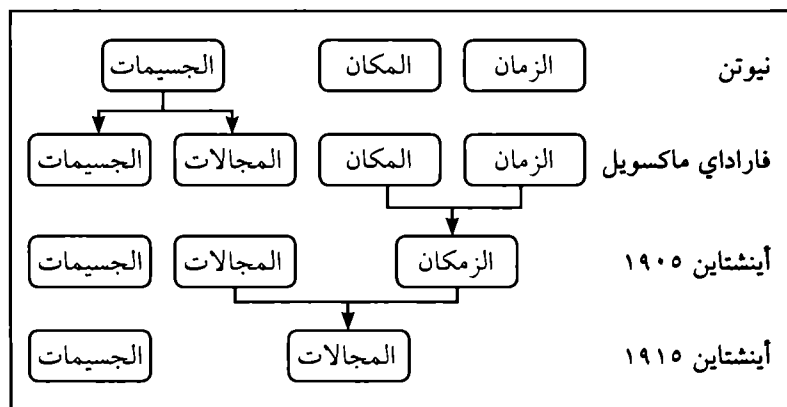 نيوتن الزمان المكان الجسيمات
فاراداي ماكسويل الزمان المكان المجالات الجسيمات
أينشتاين ١٩٠٥ الزمكان المجالات الجسيمات
أينشتاين ١٩١٥ المجالات الجسيمات